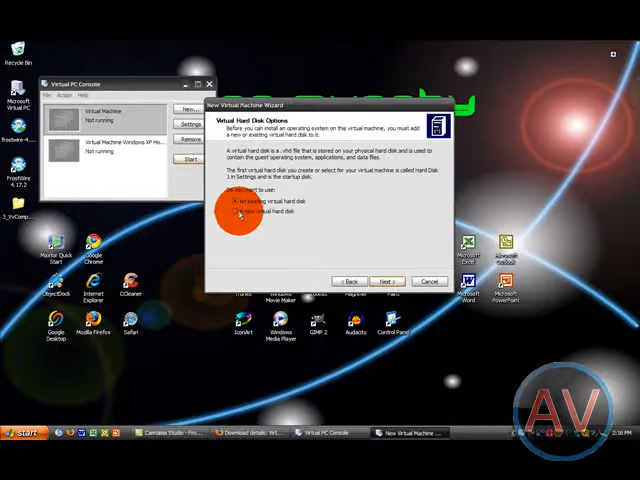 Recycle Bin
Microsoft Virtual PC
frostwire-4...
FrostWire 4.17.2
3_VvComp...
Virtual PC Console
File Action Help
Virtual Machine
Not running
Virtual Machine Windows XP Ho...
Not running
New...
Settings
Remove
Start
New Virtual Machine Wizard
Virtual Hard Disk Options
Before you can install an operating system on this virtual machine, you must add
a new or existing virtual hard disk to it.
A virtual hard disk is a .vhd file that is stored on your physical hard disk and is used to
contain the guest operating system, applications, and data files.
The first virtual hard disk you create or select for your virtual machine is called Hard Disk
1 in Settings and is the startup disk.
Do you want to use:
An existing virtual hard disk
A new virtual hard disk
< Back
Next >
Cancel
Maxtor Quick Start
Google Chrome
ObjectDock
Internet Explorer
CCleaner
iTunes
Windows Movie Maker
Paint
Microsoft Excel
Microsoft Outlook
Microsoft Word
Microsoft PowerPoint
Google Desktop
Mozilla Firefox
Safari
IconArt
Windows Media Player
GIMP 2
Audacity
Control Panel
AV
start
Camtasia Studio - Fro...
Download details: Virt...
Virtual PC Console
New Virtual Machine ...
2:16 PM